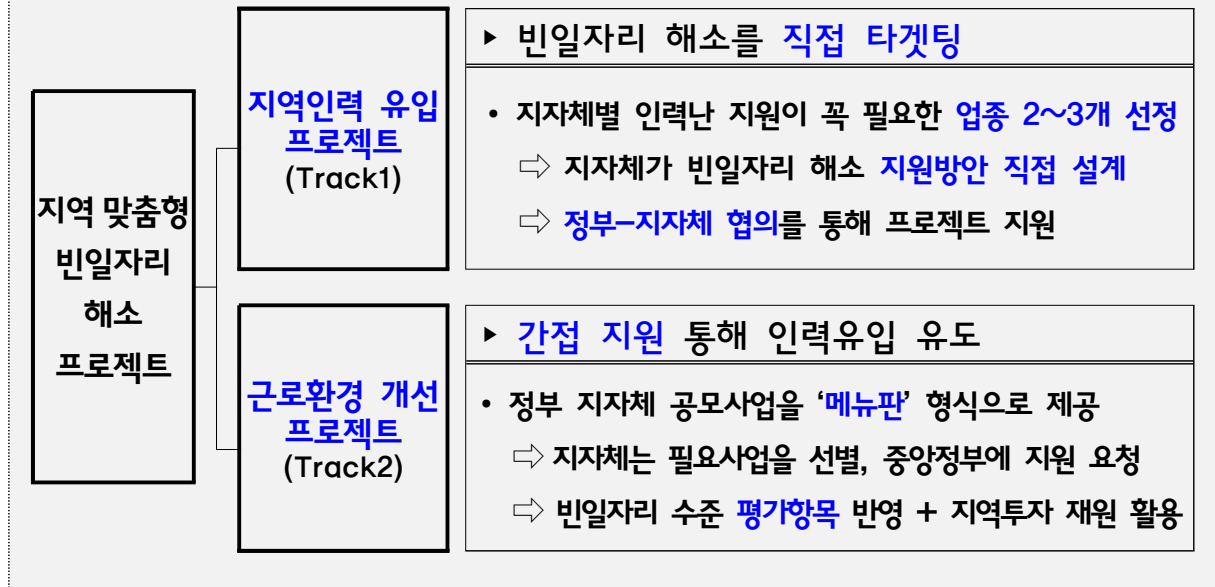 지역 맞춤형
빈일자리
해소
프로젝트
지역인력 유입
프로젝트
(Track1)
▶ 빈일자리 해소를 직접 타겟팅
• 지자체별 인력난 지원이 꼭 필요한 업종 2~3개 선정
⇨ 지자체가 빈일자리 해소 지원방안 직접 설계
⇨ 정부-지자체 협의를 통해 프로젝트 지원
근로환경 개선
프로젝트
(Track2)
▶ 간접 지원 통해 인력유입 유도
• 정부 지자체 공모사업을 ‘메뉴판’ 형식으로 제공
⇨ 지자체는 필요사업을 선별, 중앙정부에 지원 요청
⇨ 빈일자리 수준 평가항목 반영 + 지역투자 재원 활용